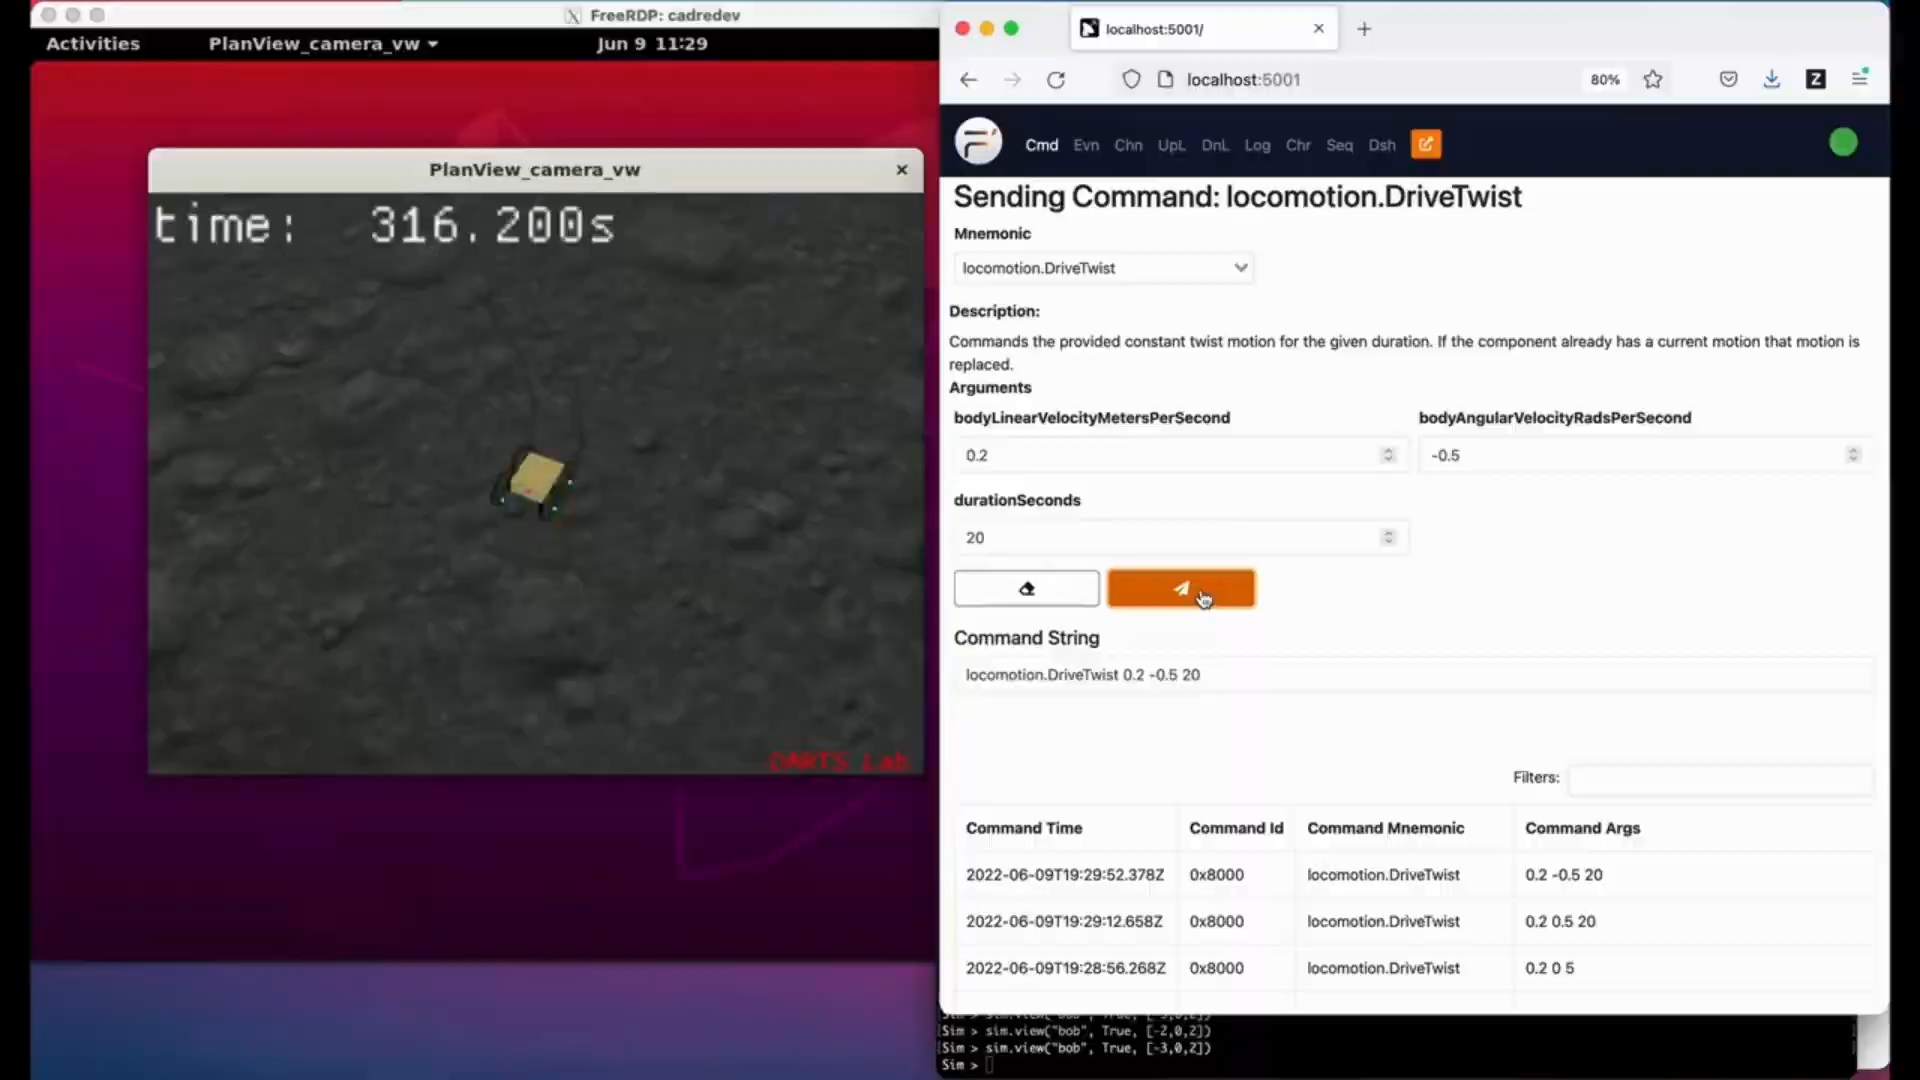 FreeRDP: cadredev
Activities
PlanView_camera_vw
Jun 9 11:29
PlanView_camera_vw
time: 316.200s
DARTS Lab
localhost:5001/
localhost:5001
80%
Z
Cmd Evn Chn UpL DnL Log Chr Seq Dsh
Sending Command: locomotion.DriveTwist
Mnemonic
locomotion.DriveTwist
Description:
Commands the provided constant twist motion for the given duration. If the component already has a current motion that motion is
replaced.
Arguments
bodyLinearVelocityMetersPerSecond bodyAngularVelocityRadsPerSecond
0.2 -0.5
durationSeconds
20
Command String
locomotion.DriveTwist 0.2 -0.5 20
Filters:
Command Time Command Id Command Mnemonic Command Args
2022-06-09T19:29:52.378Z 0x8000 locomotion.DriveTwist 0.2 -0.5 20
2022-06-09T19:29:12.658Z 0x8000 locomotion.DriveTwist 0.2 0.5 20
2022-06-09T19:28:56.268Z 0x8000 locomotion.DriveTwist 0.2 0 5
Sim > sim.view("bob", True, [-2,0,2])
Sim > sim.view("bob", True, [-3,0,2])
Sim >